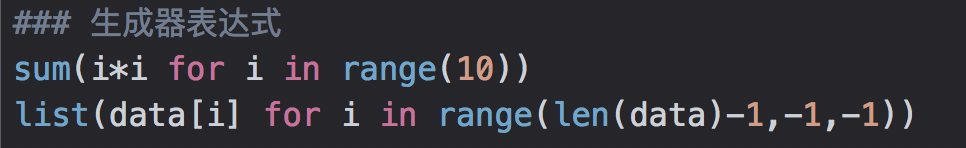 ### 生成器表达式
sum(i*i for i in range(10))
list(data[i] for i in range(len(data)-1,-1,-1))